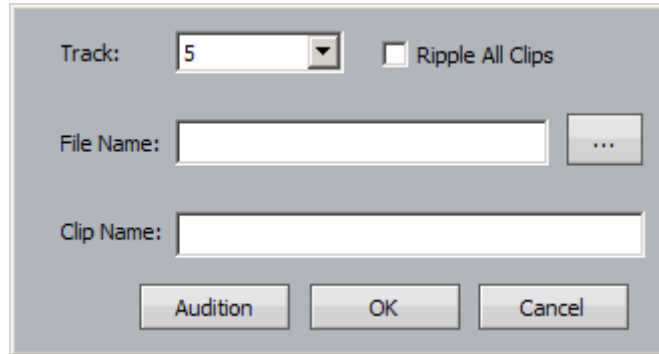 Track: 5 Ripple All Clips
File Name: ...
Clip Name:
Audition OK Cancel